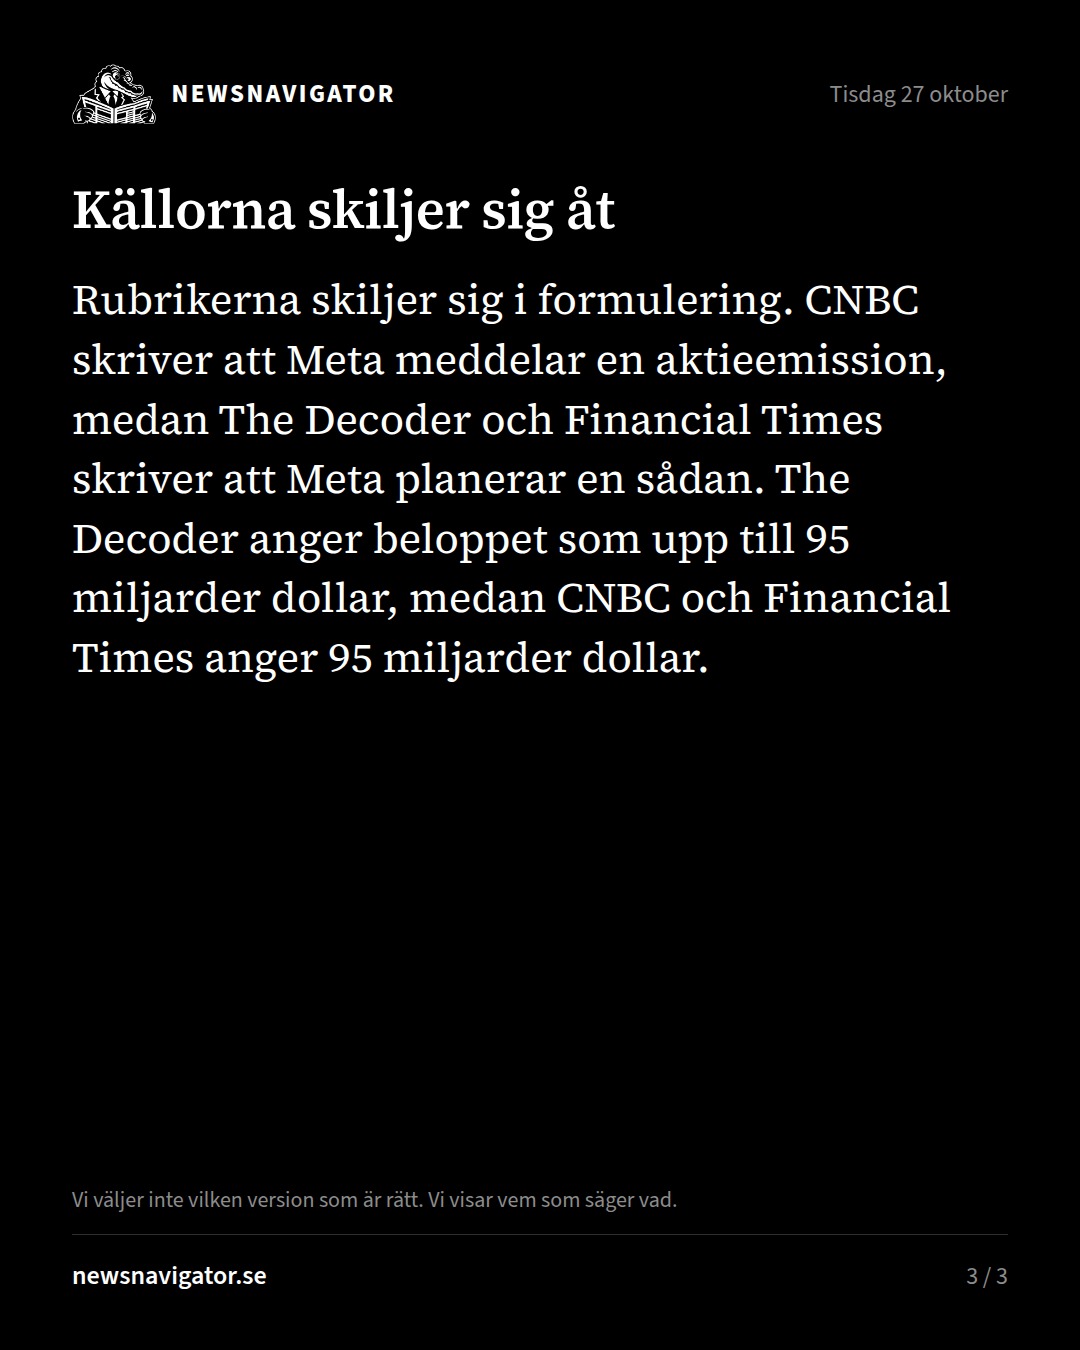 NEWSNAVIGATOR
Tisdag 27 oktober
Källorna skiljer sig åt
Rubrikerna skiljer sig i formulering. CNBC
skriver att Meta meddelar en aktieemission,
medan The Decoder och Financial Times
skriver att Meta planerar en sådan. The
Decoder anger beloppet som upp till 95
miljarder dollar, medan CNBC och Financial
Times anger 95 miljarder dollar.
Vi väljer inte vilken version som är rätt. Vi visar vem som säger vad.
newsnavigator.se
3 / 3